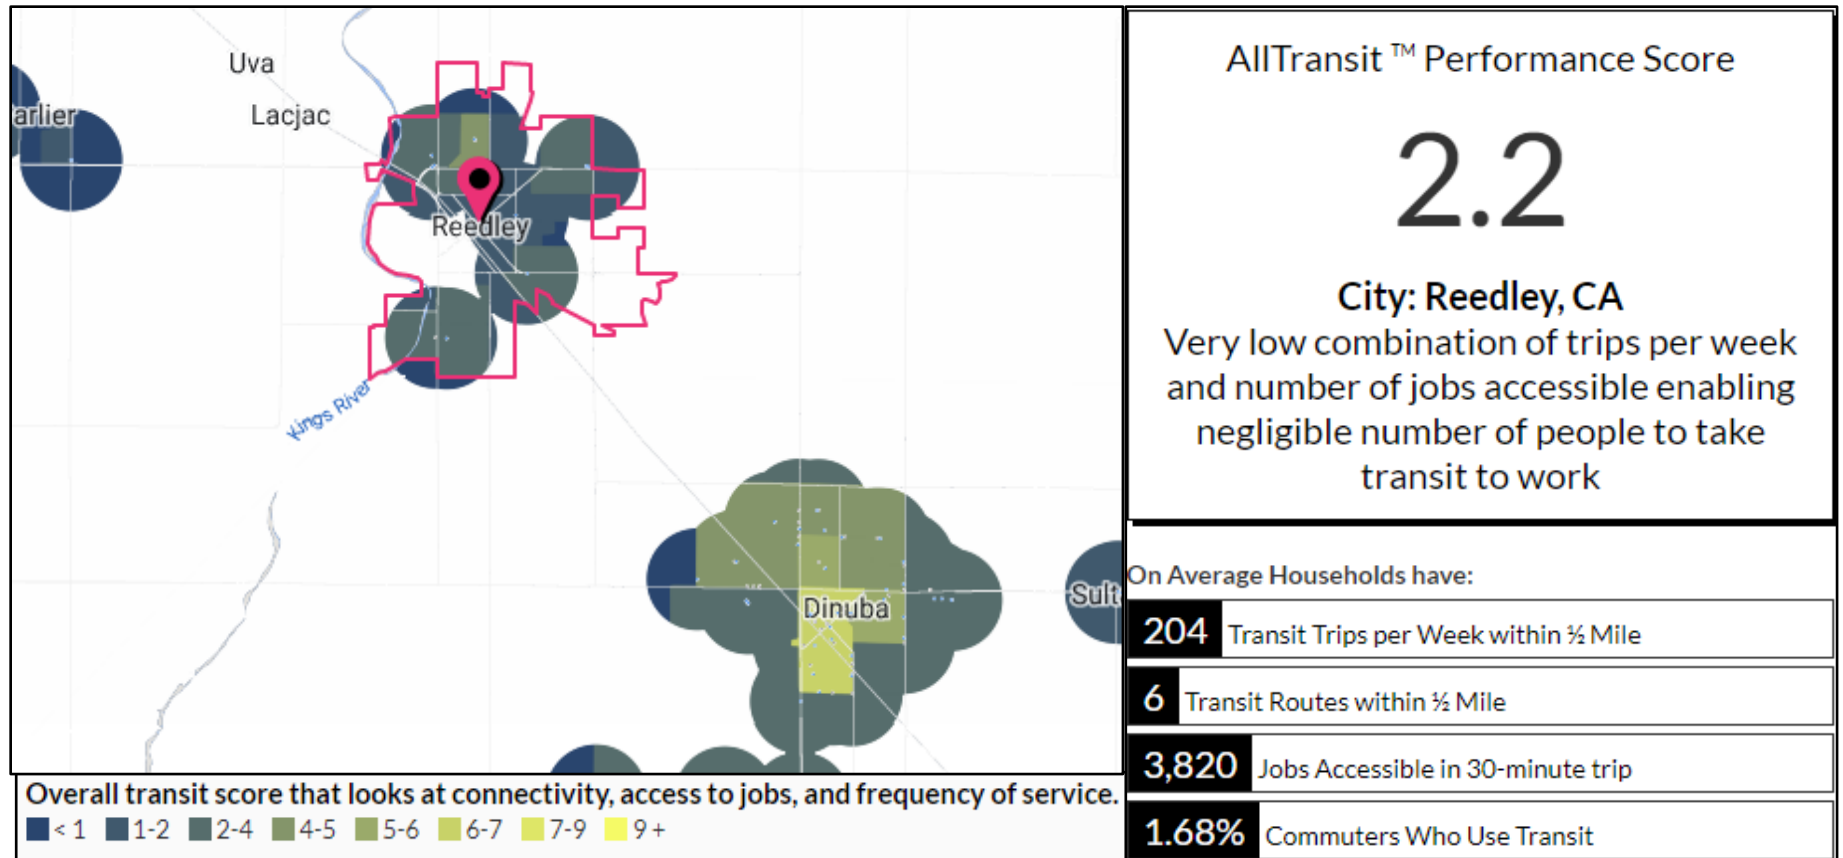 Uva
Lacjac
arlier
Reedley
Kings River
Dinuba
Sult
Overall transit score that looks at connectivity, access to jobs, and frequency of service.
< 1 1-2 2-4 4-5 5-6 6-7 7-9 9 +
AllTransit ™ Performance Score
2.2
City: Reedley, CA
Very low combination of trips per week
and number of jobs accessible enabling
negligible number of people to take
transit to work
On Average Households have:
204 Transit Trips per Week within ½ Mile
6 Transit Routes within ½ Mile
3,820 Jobs Accessible in 30-minute trip
1.68% Commuters Who Use Transit